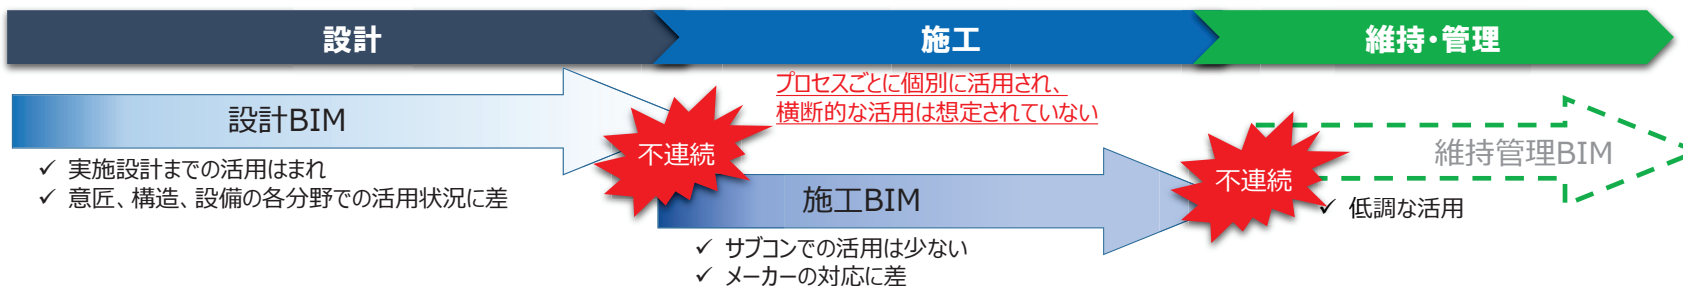 設計
施工
維持・管理
プロセスごとに個別に活用され、
横断的な活用は想定されていない
設計BIM
不連続
✓ 実施設計までの活用はまれ
✓ 意匠、構造、設備の各分野での活用状況に差
施工BIM
✓ サブコンでの活用は少ない
✓ メーカーの対応に差
不連続
維持管理BIM
✓ 低調な活用